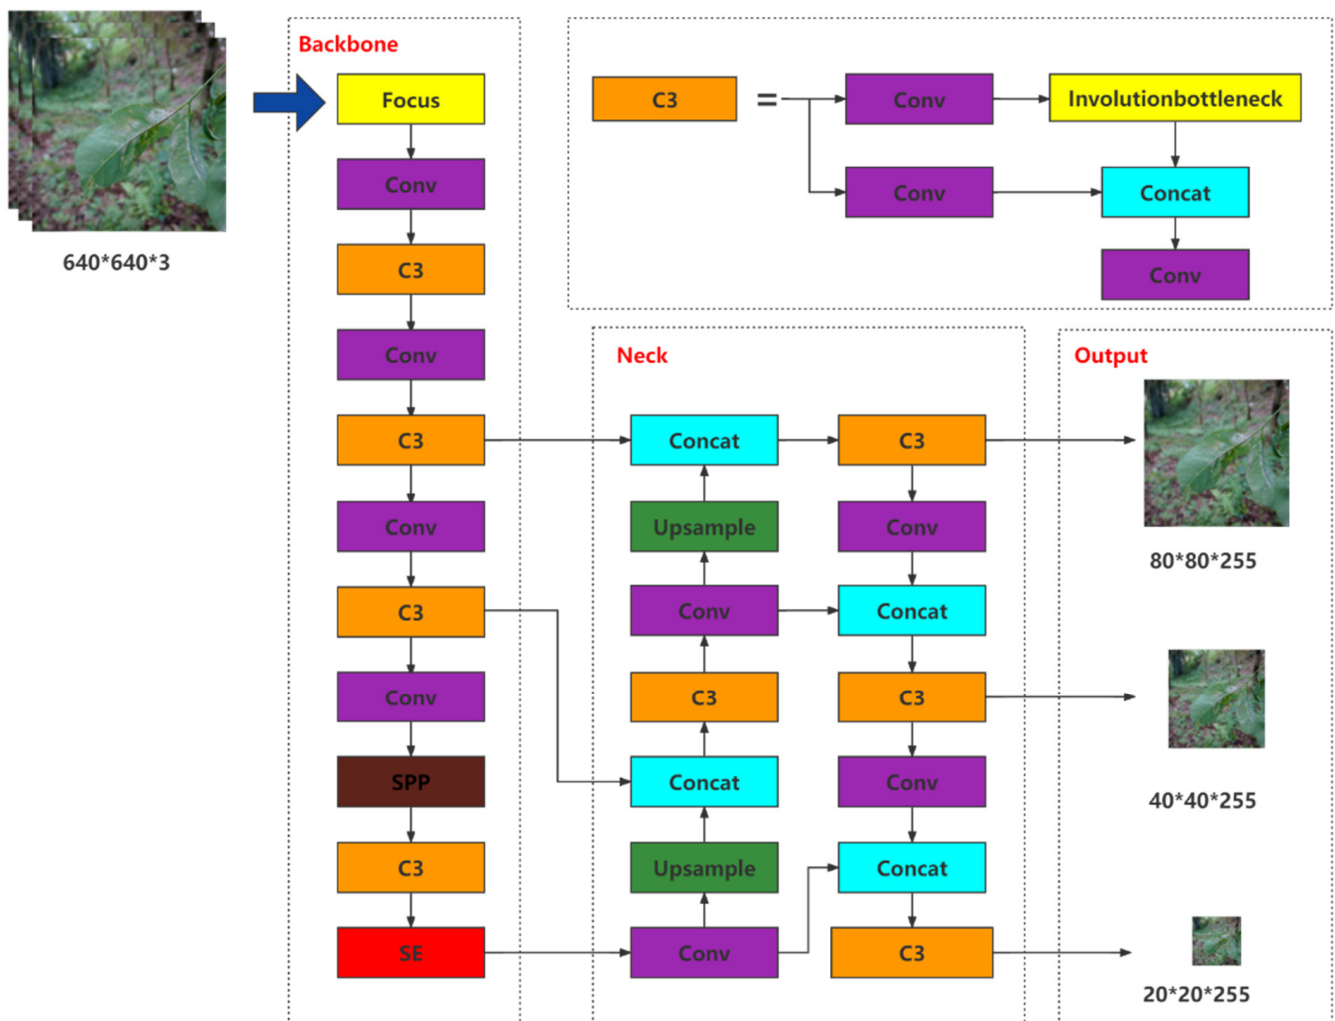 640*640*3
Backbone
Focus
Conv
C3
Conv
C3
Conv
C3
Conv
SPP
C3
SE
C3
=
Conv
Involutionbottleneck
Conv
Concat
Conv
Neck
Concat
C3
Upsample
Conv
Conv
Concat
C3
C3
Concat
Conv
Upsample
Concat
Conv
C3
Output
80*80*255
40*40*255
20*20*255